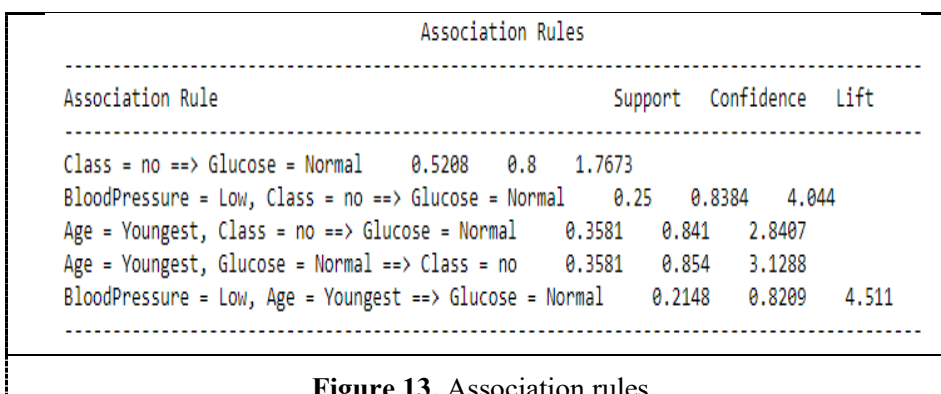 Association Rules
--------------------------------------------------------------------------------
Association Rule Support Confidence Lift
--------------------------------------------------------------------------------
Class = no ==> Glucose = Normal 0.5208 0.8 1.7673
BloodPressure = Low, Class = no ==> Glucose = Normal 0.25 0.8384 4.044
Age = Youngest, Class = no ==> Glucose = Normal 0.3581 0.841 2.8407
Age = Youngest, Glucose = Normal ==> Class = no 0.3581 0.854 3.1288
BloodPressure = Low, Age = Youngest ==> Glucose = Normal 0.2148 0.8209 4.511
--------------------------------------------------------------------------------
Figure 13. Association rules